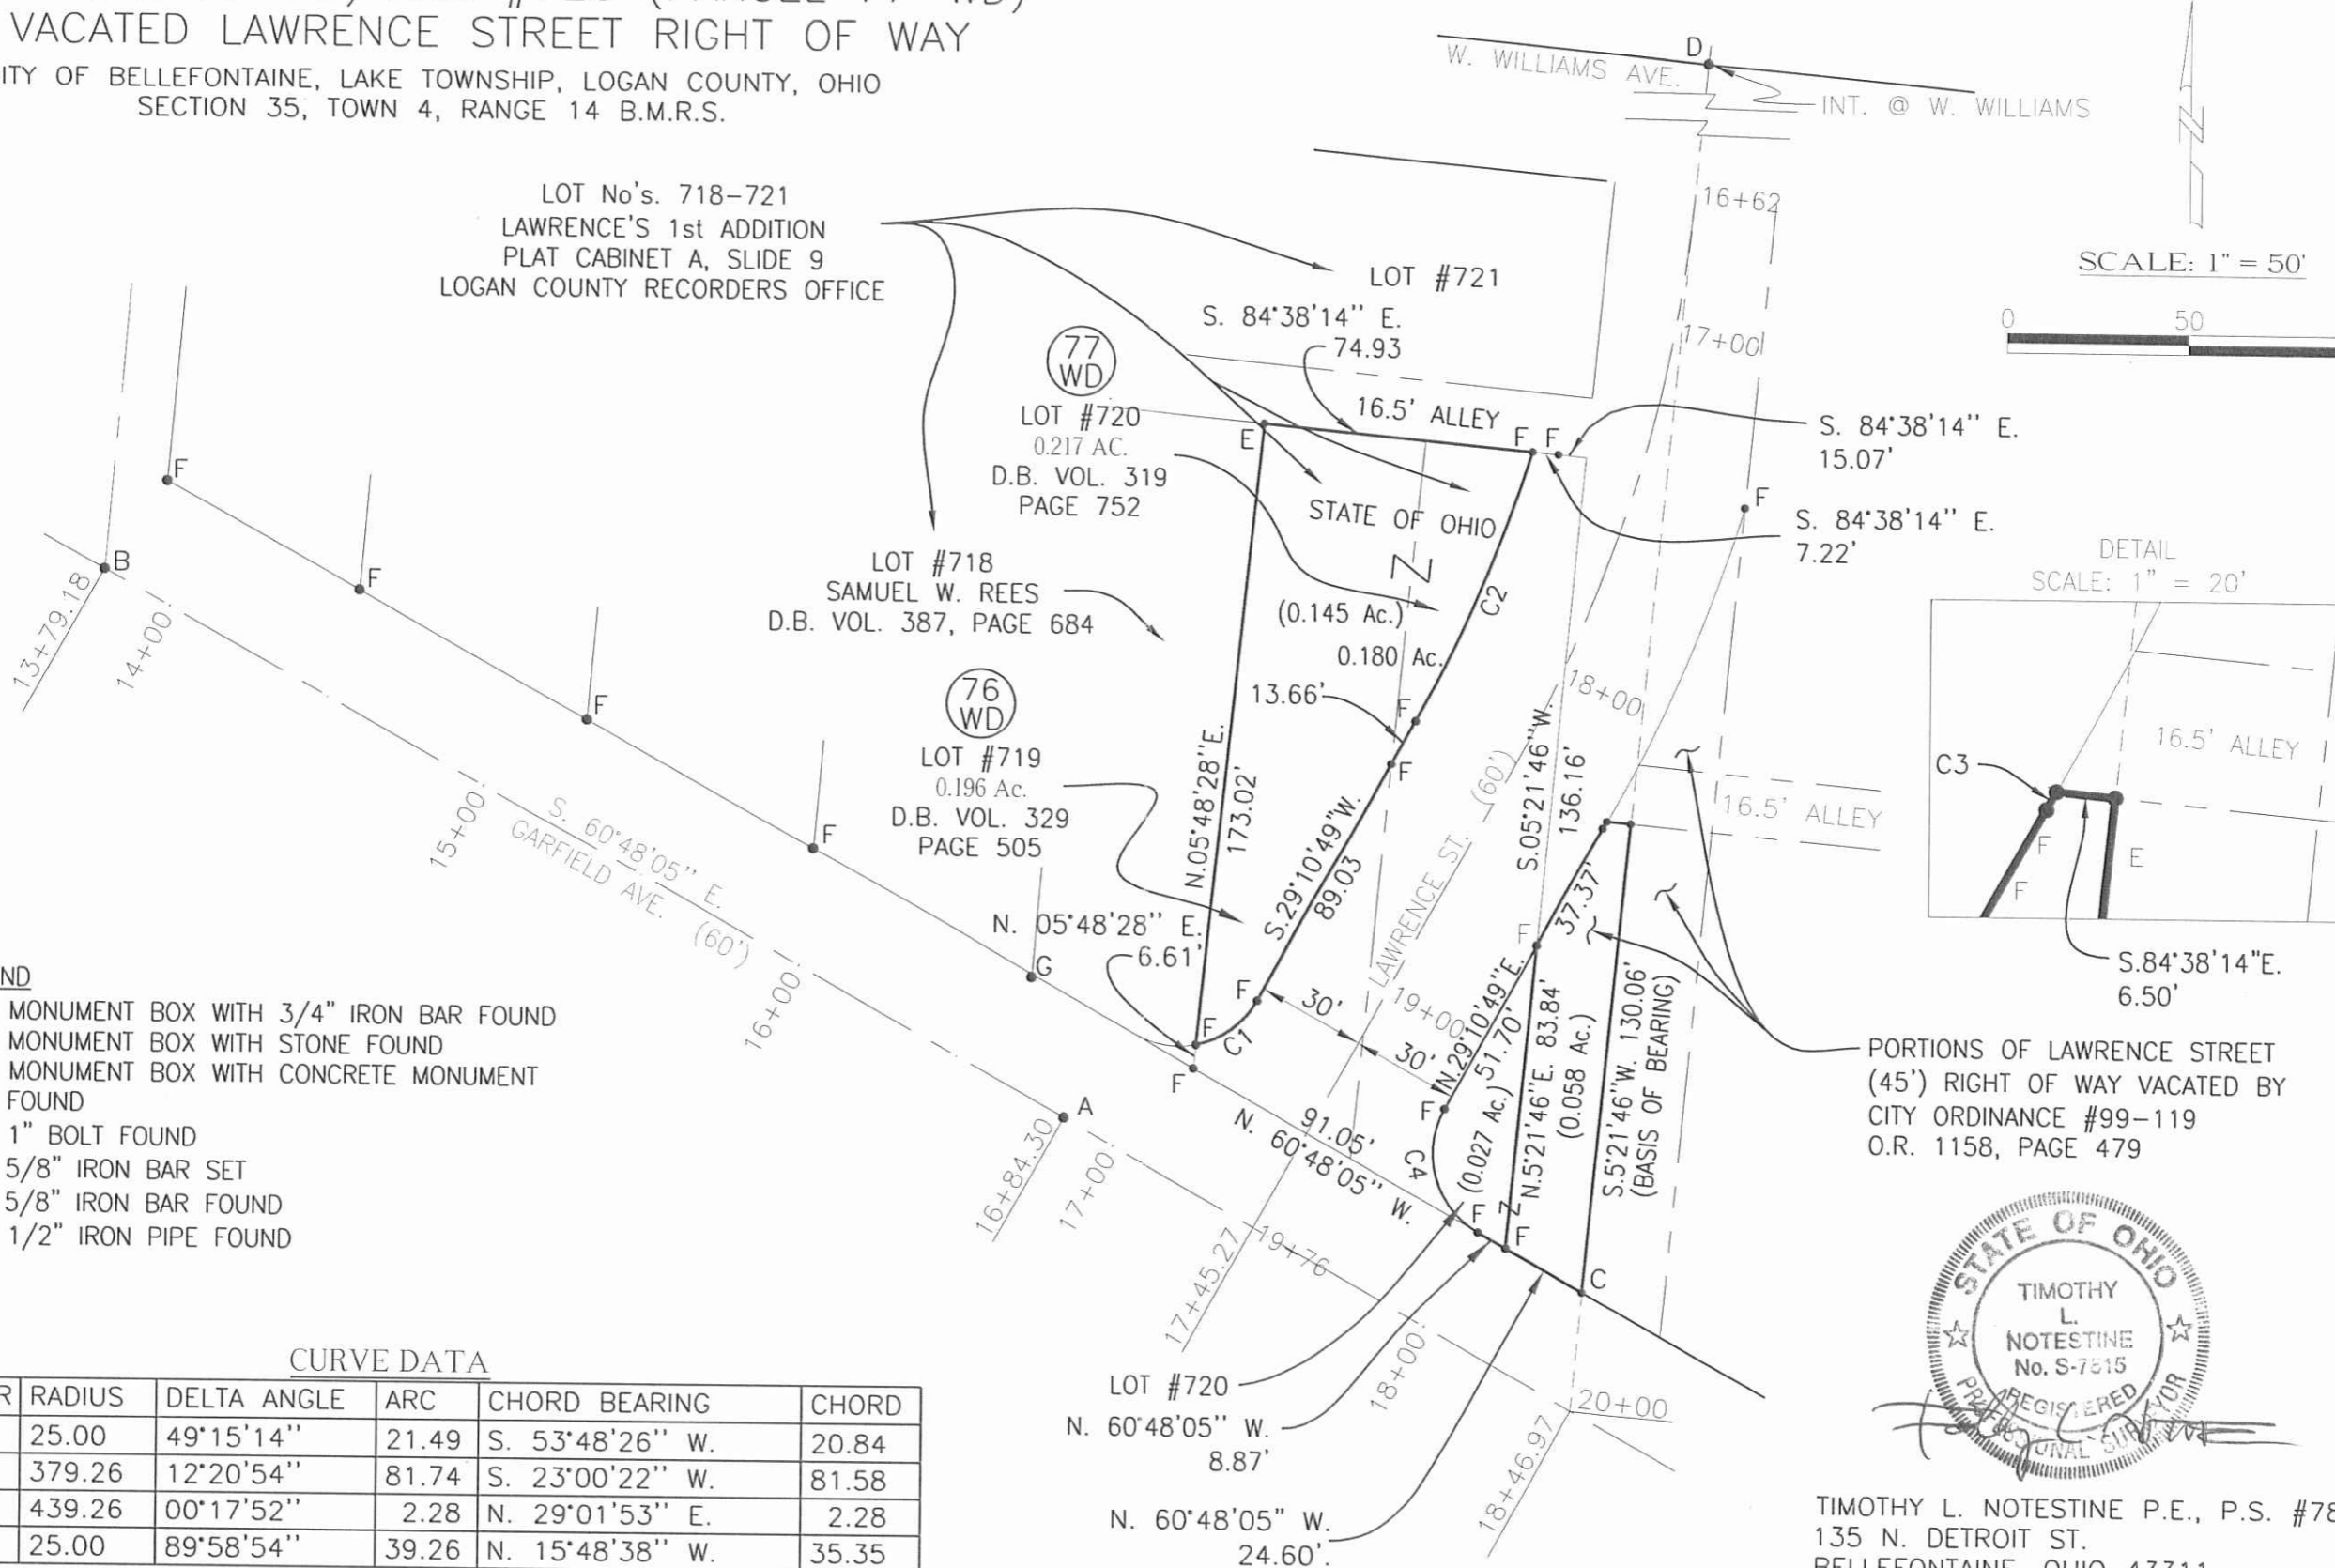 VACATED LAWRENCE STREET RIGHT OF WAY
ITY OF BELLEFONTAINE, LAKE TOWNSHIP, LOGAN COUNTY, OHIO
SECTION 35, TOWN 4, RANGE 14 B.M.R.S.
D
W. WILLIAMS AVE.
INT. @ W. WILLIAMS
N
SCALE: 1" = 50'
0 50
LOT No's. 718-721
LAWRENCE'S 1st ADDITION
PLAT CABINET A, SLIDE 9
LOGAN COUNTY RECORDERS OFFICE
LOT #721
S. 84°38'14'' E.
74.93
16.5' ALLEY
16+62
17+00
77
WD
LOT #720
0.217 AC.
D.B. VOL. 319
PAGE 752
E
F F
S. 84°38'14'' E.
15.07'
S. 84°38'14'' E.
7.22'
F
STATE OF OHIO
Z
C2
(0.145 Ac.)
0.180 Ac.
13.66'
F
F
LOT #718
SAMUEL W. REES
D.B. VOL. 387, PAGE 684
76
WD
LOT #719
0.196 Ac.
D.B. VOL. 329
PAGE 505
N.05°48'28''E.
173.02'
S.29°10'49''W.
89.03
N. 05°48'28'' E.
6.61'
F
F
C1
F
30'
30'
LAWRENCE ST. (60')
18+00
19+00
S.05°21'46''W.
136.16'
16.5' ALLEY
37.37'
F
N.29°10'49''E.
51.70'
N.5°21'46''E. 83.84'
(0.058 Ac.)
S.5°21'46''W. 130.06'
(BASIS OF BEARING)
(0.027 Ac.)
Z
F
C4
F
F
C
91.05'
N. 60°48'05'' W.
F
B
F
F
F
G
A
13+79.18
14+00
15+00
S. 60°48'05'' E.
GARFIELD AVE. (60')
16+00
16+84.30
17+00
17+45.27
19+76
18+00
18+46.97
20+00
DETAIL
SCALE: 1" = 20'
16.5' ALLEY
C3
F
F
E
S.84°38'14"E.
6.50'
PORTIONS OF LAWRENCE STREET
(45') RIGHT OF WAY VACATED BY
CITY ORDINANCE #99-119
O.R. 1158, PAGE 479
ND
MONUMENT BOX WITH 3/4" IRON BAR FOUND
MONUMENT BOX WITH STONE FOUND
MONUMENT BOX WITH CONCRETE MONUMENT
FOUND
1" BOLT FOUND
5/8" IRON BAR SET
5/8" IRON BAR FOUND
1/2" IRON PIPE FOUND
LOT #720
N. 60°48'05'' W.
8.87'
N. 60°48'05" W.
24.60'.
CURVE DATA
R RADIUS DELTA ANGLE ARC CHORD BEARING CHORD
25.00 49°15'14'' 21.49 S. 53°48'26'' W. 20.84
379.26 12°20'54'' 81.74 S. 23°00'22'' W. 81.58
439.26 00°17'52'' 2.28 N. 29°01'53'' E. 2.28
25.00 89°58'54'' 39.26 N. 15°48'38'' W. 35.35
STATE OF OHIO
TIMOTHY
L.
NOTESTINE
No. S-7815
REGISTERED
PROFESSIONAL SURVEYOR
TIMOTHY L. NOTESTINE P.E., P.S. #78
135 N. DETROIT ST.
BELLEFONTAINE, OHIO 43311